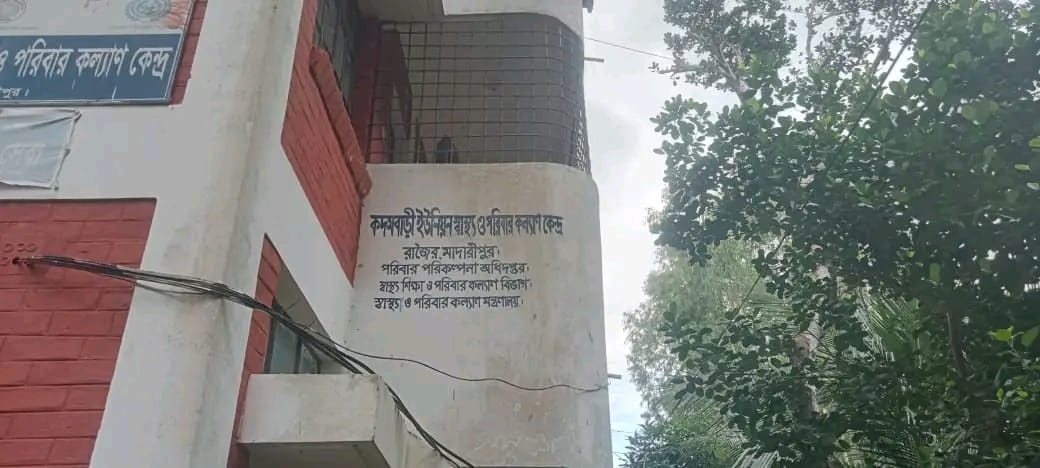 ও পরিবার কল্যাণ কেন্দ্র
পুর।
সেবা
কদমবাড়ী ইউনিয়ন স্বাস্থ্য ও পরিবার কল্যাণ কেন্দ্র
রাজৈর, মাদারীপুর।
পরিবার পরিকল্পনা অধিদপ্তর।
স্বাস্থ্য শিক্ষা ও পরিবার কল্যাণ বিভাগ।
স্বাস্থ্য ও পরিবার কল্যাণ মন্ত্রণালয়।